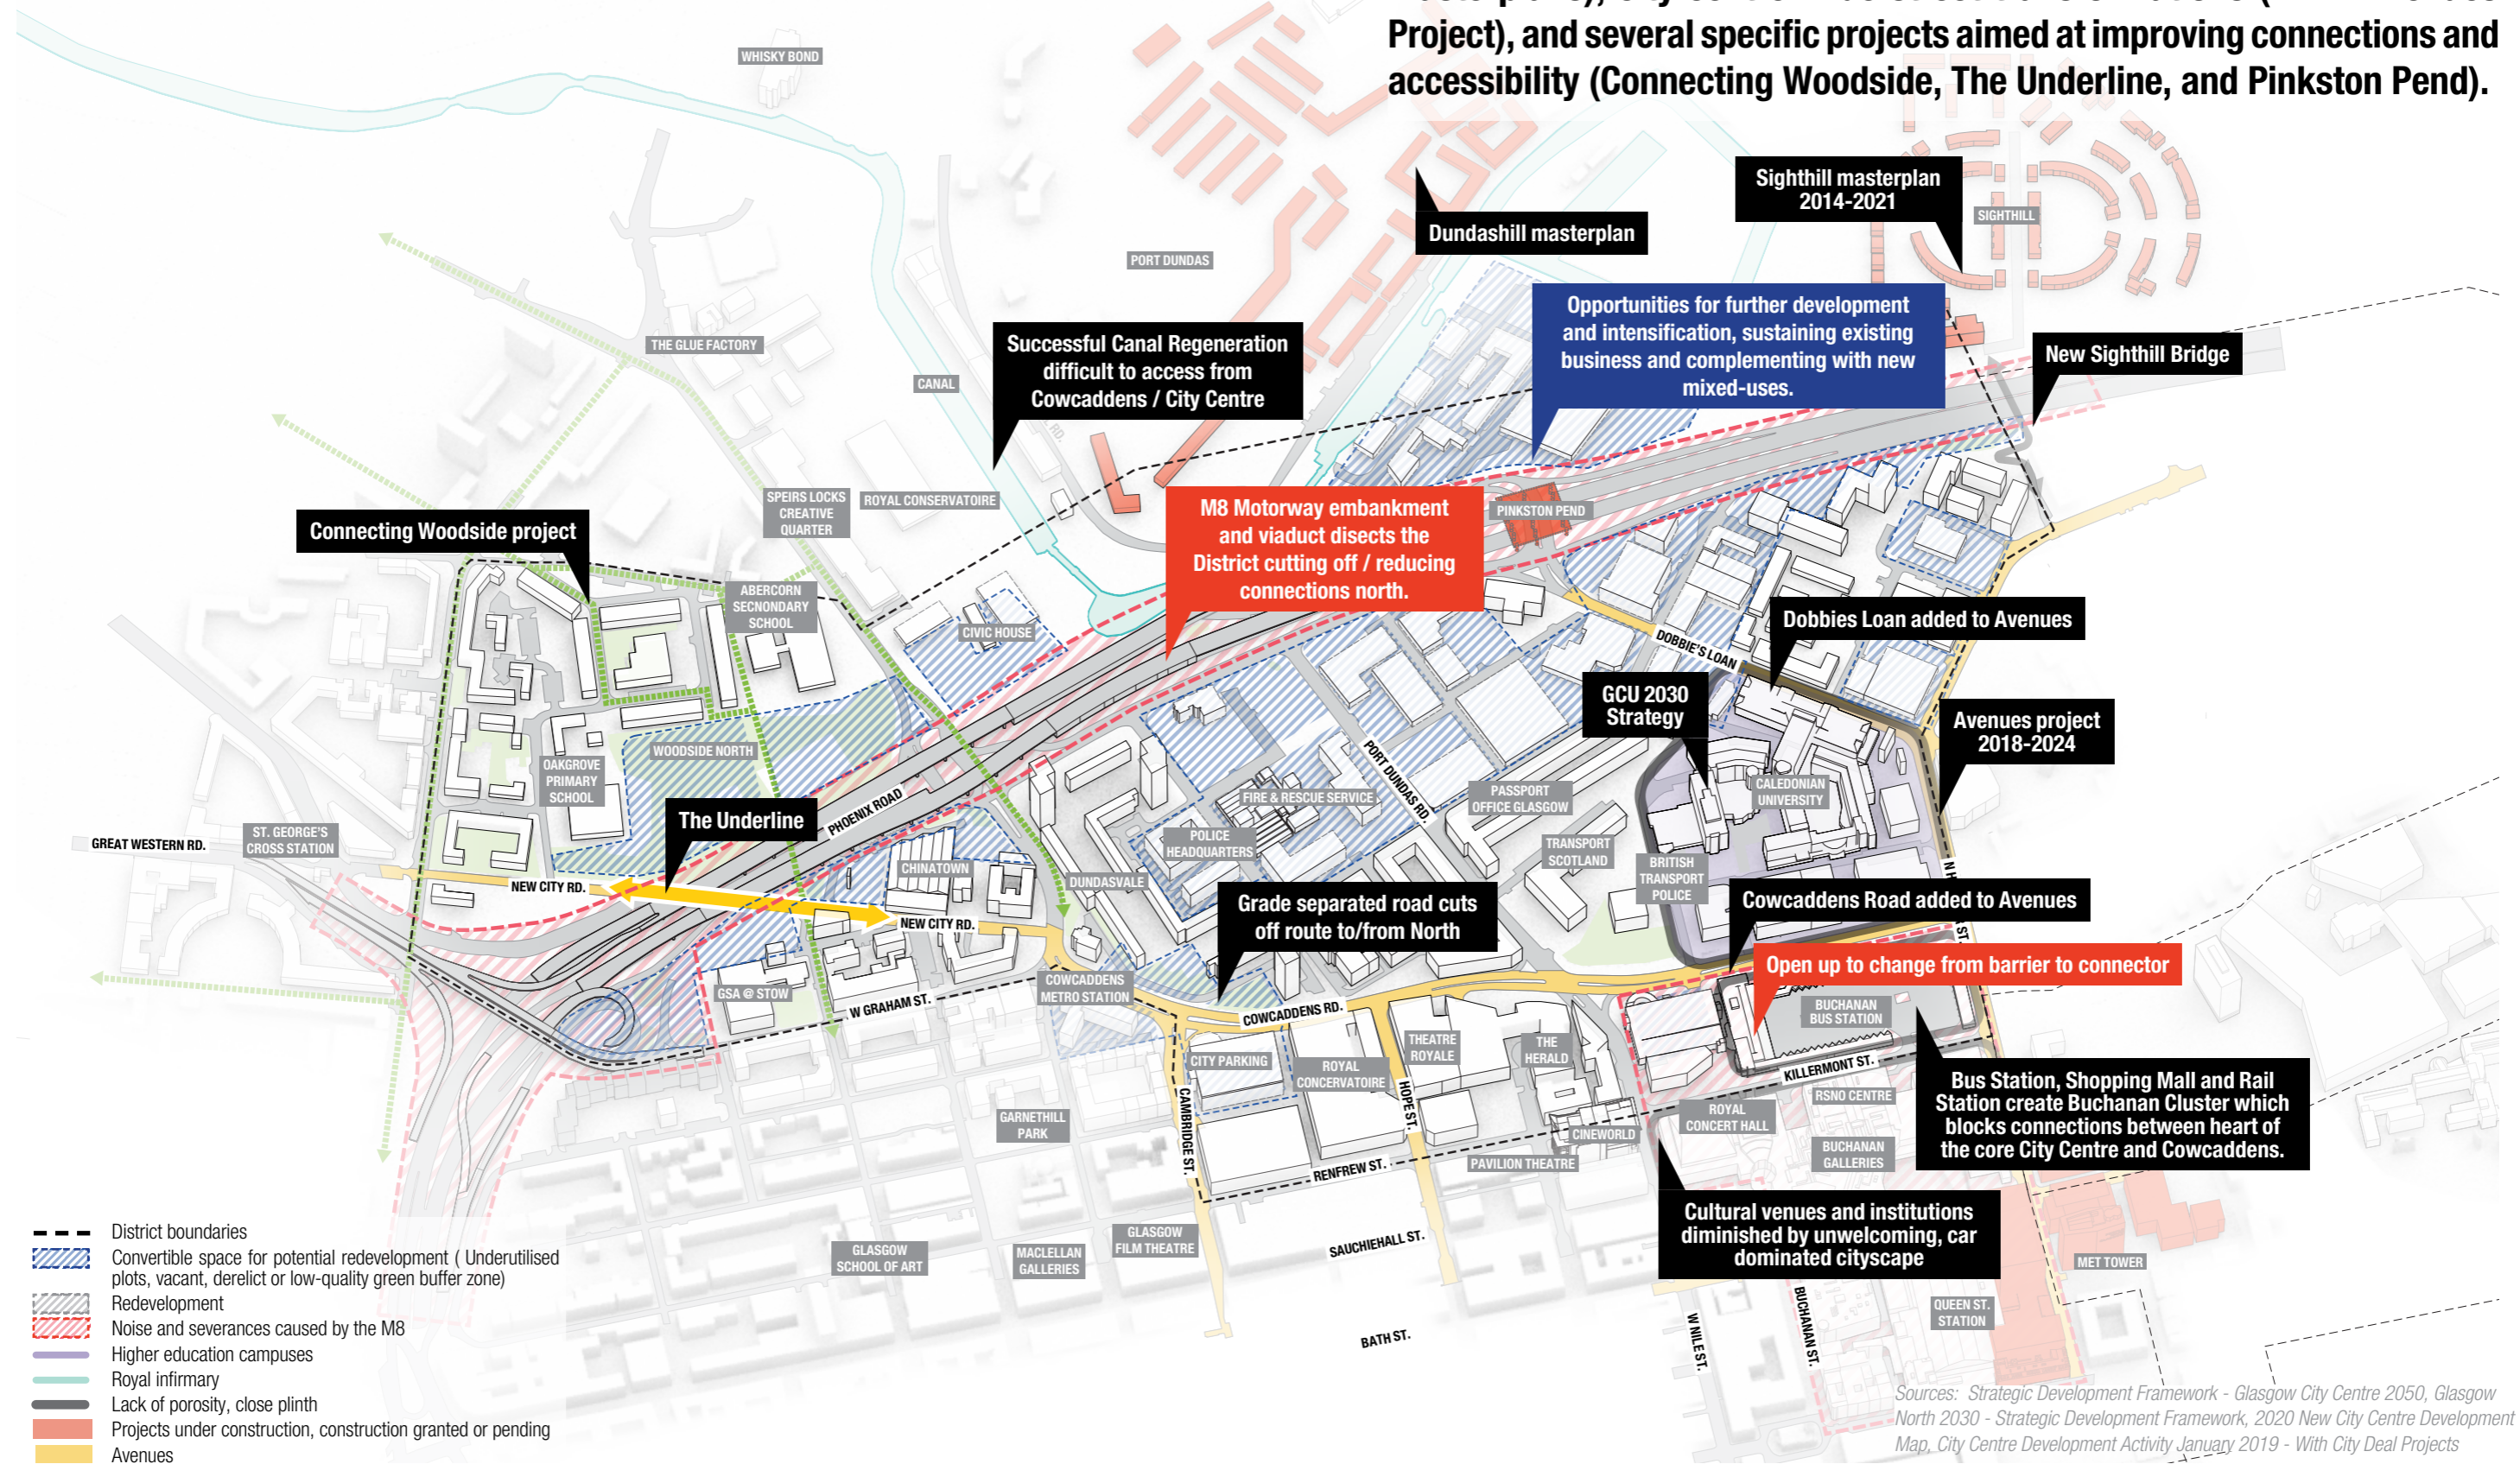 Project), and several specific projects aimed at improving connections and
accessibility (Connecting Woodside, The Underline, and Pinkston Pend).
WHISKY BOND
Sighthill masterplan
2014-2021
SIGHTHILL
Dundashill masterplan
PORT DUNDAS
Opportunities for further development
and intensification, sustaining existing
business and complementing with new
mixed-uses.
THE GLUE FACTORY
Successful Canal Regeneration
difficult to access from
Cowcaddens / City Centre
New Sighthill Bridge
CANAL
RD.
SPEIRS LOCKS
CREATIVE
QUARTER
ROYAL CONSERVATOIRE
M8 Motorway embankment
and viaduct disects the
District cutting off / reducing
connections north.
PINKSTON PEND
Connecting Woodside project
ABERCORN
SECNONDARY
SCHOOL
CIVIC HOUSE
Dobbies Loan added to Avenues
DOBBIE'S LOAN
GCU 2030
Strategy
Avenues project
2018-2024
WOODSIDE NORTH
OAKGROVE
PRIMARY
SCHOOL
PORT DUNDAS RD.
CALEDONIAN
UNIVERSITY
FIRE & RESCUE SERVICE
PASSPORT
OFFICE GLASGOW
PHOENIX ROAD
The Underline
ST. GEORGE'S
CROSS STATION
GREAT WESTERN RD.
POLICE
HEADQUARTERS
TRANSPORT
SCOTLAND
BRITISH
TRANSPORT
POLICE
CHINATOWN
DUNDASVALE
NEW CITY RD.
NEW CITY RD.
Grade separated road cuts
off route to/from North
Cowcaddens Road added to Avenues
ST.
Open up to change from barrier to connector
GSA @ STOW
COWCADDENS
METRO STATION
W GRAHAM ST.
COWCADDENS RD.
BUCHANAN
BUS STATION
CITY PARKING
ROYAL
CONCERVATOIRE
THEATRE
ROYALE
THE
HERALD
KILLERMONT ST.
Bus Station, Shopping Mall and Rail
Station create Buchanan Cluster which
blocks connections between heart of
the core City Centre and Cowcaddens.
RSNO CENTRE
GARNETHILL
PARK
CAMBRIDGE ST.
HOPE ST.
ROYAL
CONCERT HALL
CINEWORLD
BUCHANAN
GALLERIES
RENFREW ST.
PAVILION THEATRE
Cultural venues and institutions
diminished by unwelcoming, car
dominated cityscape
GLASGOW
SCHOOL OF ART
MACLELLAN
GALLERIES
GLASGOW
FILM THEATRE
SAUCHIEHALL ST.
MET TOWER
QUEEN ST.
STATION
BATH ST.
W NILE ST.
BUCHANAN ST.
District boundaries
Convertible space for potential redevelopment ( Underutilised
plots, vacant, derelict or low-quality green buffer zone)
Redevelopment
Noise and severances caused by the M8
Higher education campuses
Royal infirmary
Lack of porosity, close plinth
Projects under construction, construction granted or pending
Avenues
Sources: Strategic Development Framework - Glasgow City Centre 2050, Glasgow
North 2030 - Strategic Development Framework, 2020 New City Centre Development
Map, City Centre Development Activity January 2019 - With City Deal Projects